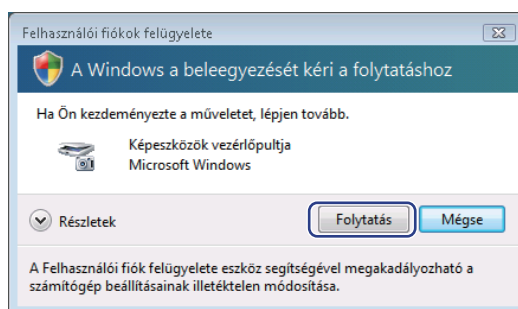 Felhasználói fiókok felügyelete
A Windows a beleegyezését kéri a folytatáshoz
Ha Ön kezdeményezte a műveletet, lépjen tovább.
Képeszközök vezérlőpultja
Microsoft Windows
Részletek
Folytatás
Mégse
A Felhasználói fiók felügyelete eszköz segítségével megakadályozható a
számítógép beállításainak illetéktelen módosítása.